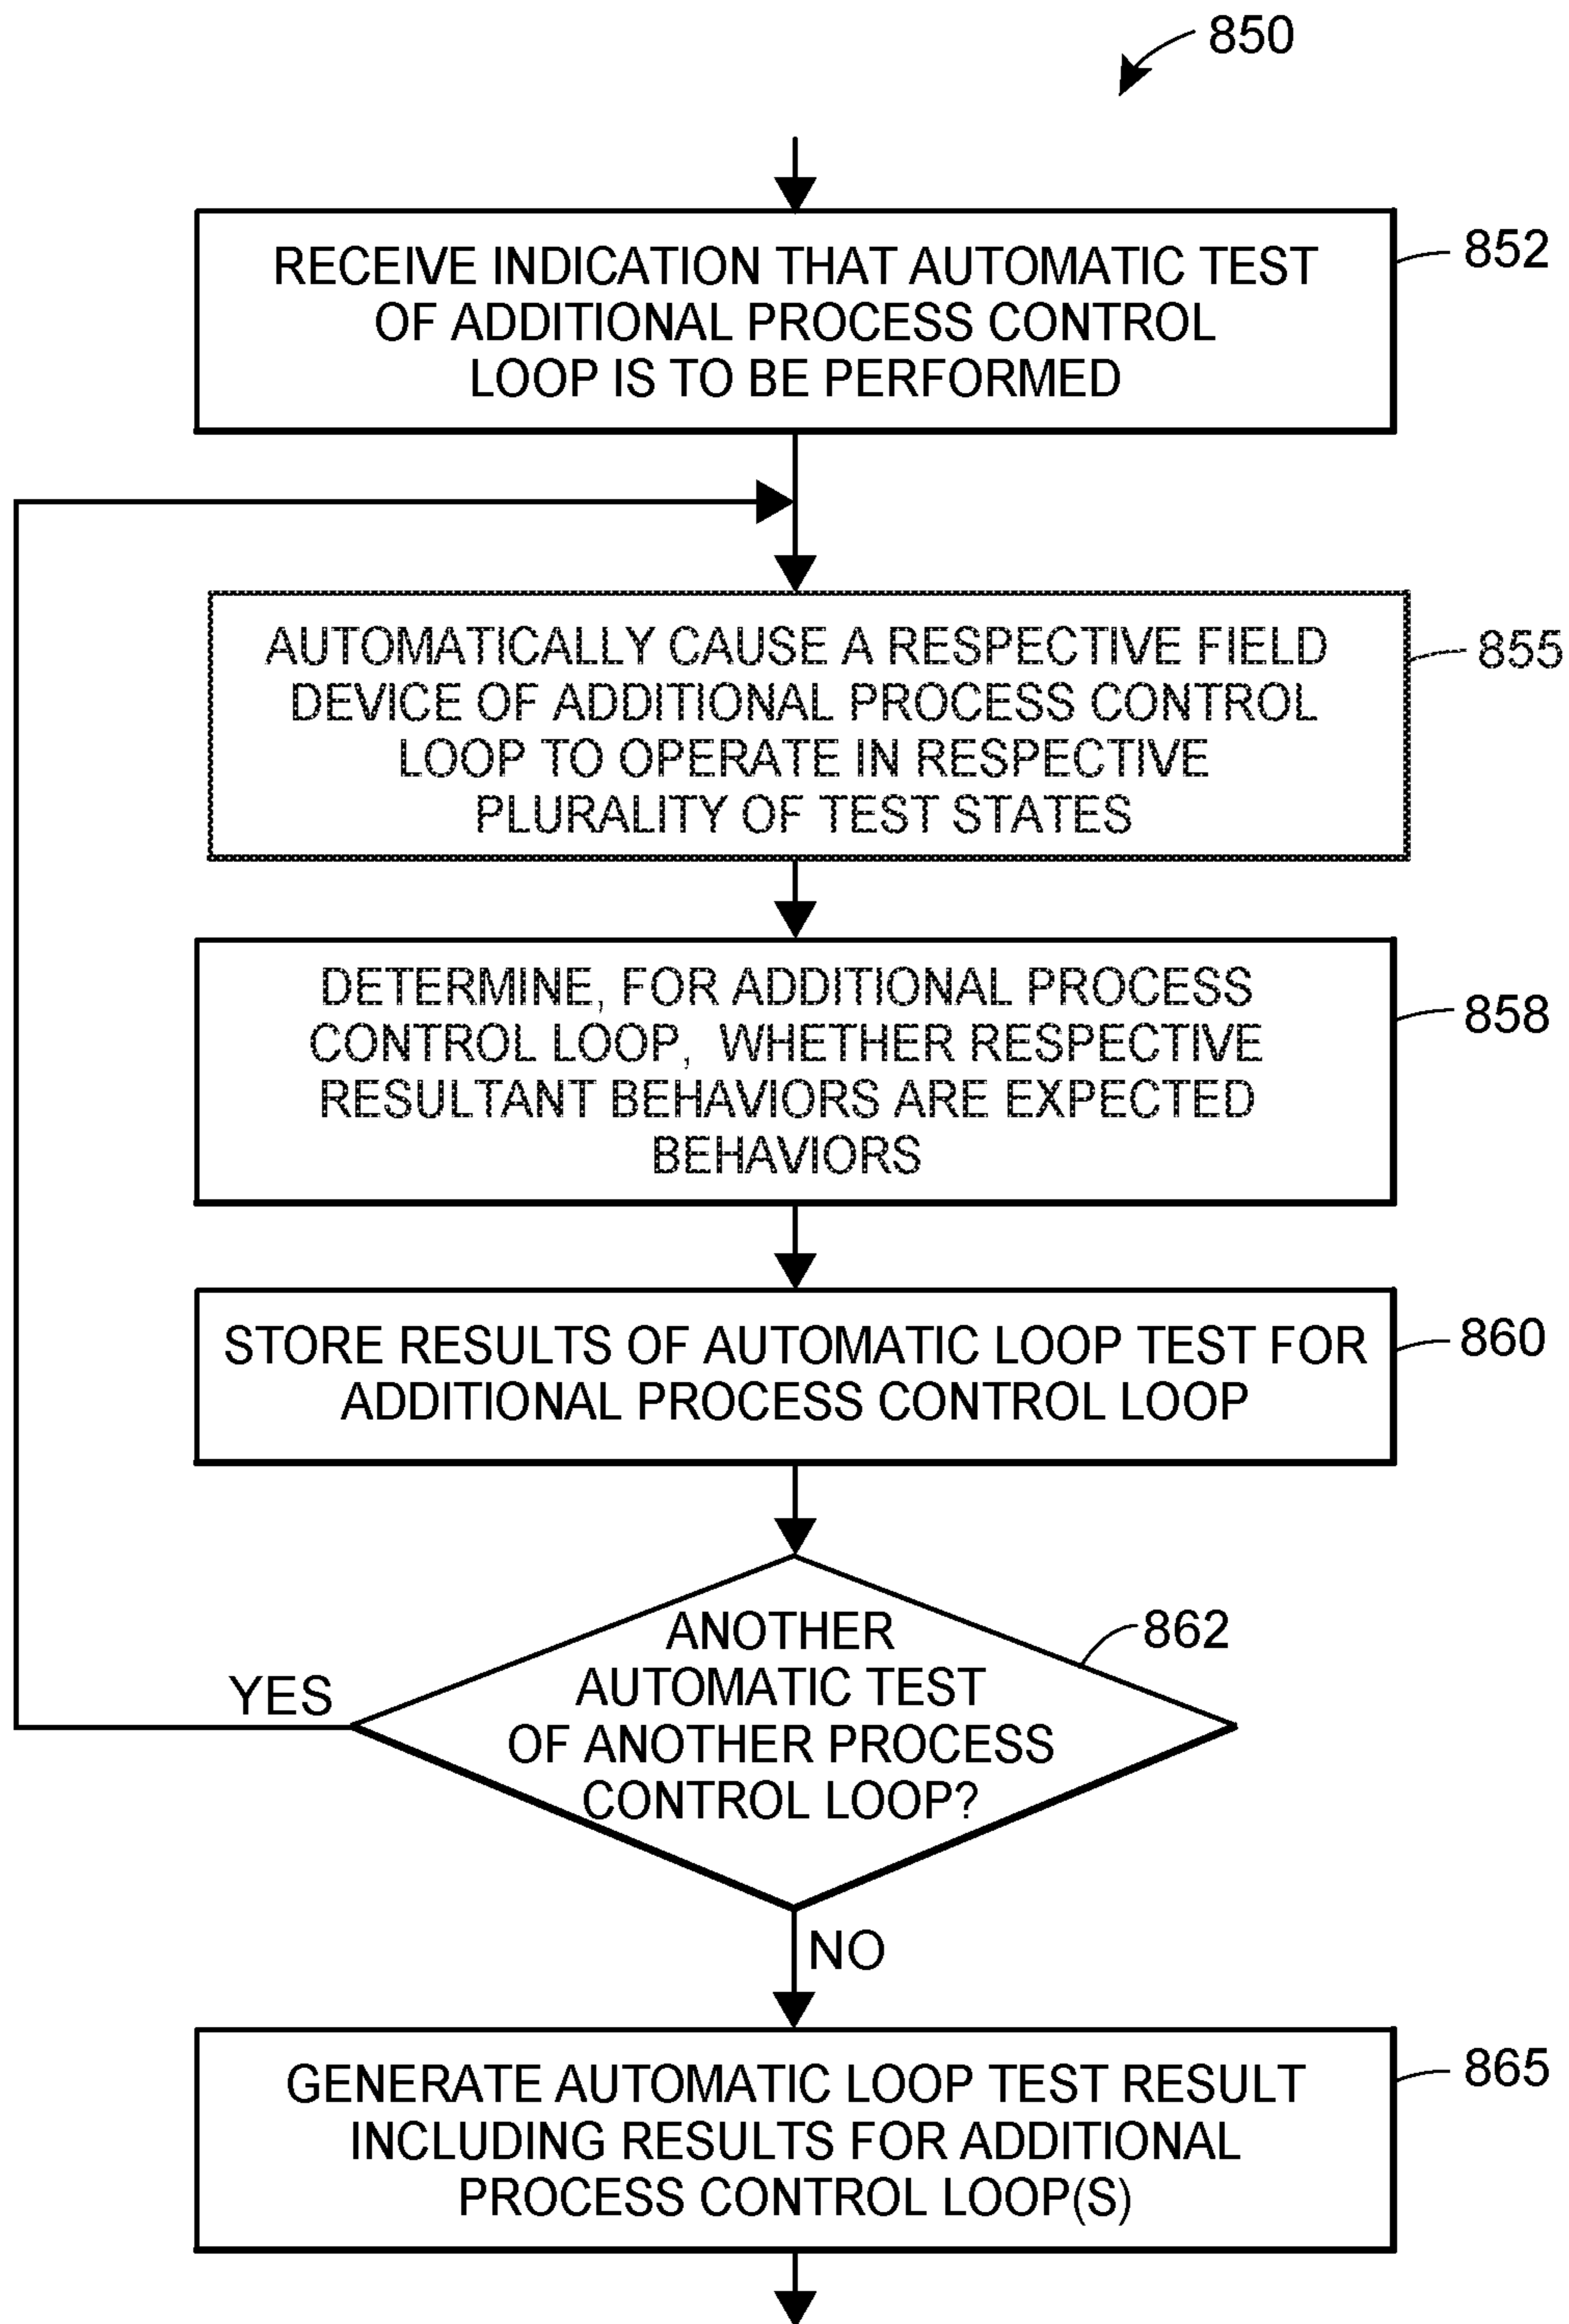 850
RECEIVE INDICATION THAT AUTOMATIC TEST
OF ADDITIONAL PROCESS CONTROL
LOOP IS TO BE PERFORMED
852
AUTOMATICALLY CAUSE A RESPECTIVE FIELD
DEVICE OF ADDITIONAL PROCESS CONTROL
LOOP TO OPERATE IN RESPECTIVE
PLURALITY OF TEST STATES
855
DETERMINE, FOR ADDITIONAL PROCESS
CONTROL LOOP, WHETHER RESPECTIVE
RESULTANT BEHAVIORS ARE EXPECTED
BEHAVIORS
858
STORE RESULTS OF AUTOMATIC LOOP TEST FOR
ADDITIONAL PROCESS CONTROL LOOP
860
ANOTHER
AUTOMATIC TEST
OF ANOTHER PROCESS
CONTROL LOOP?
862
YES
NO
GENERATE AUTOMATIC LOOP TEST RESULT
INCLUDING RESULTS FOR ADDITIONAL
PROCESS CONTROL LOOP(S)
865